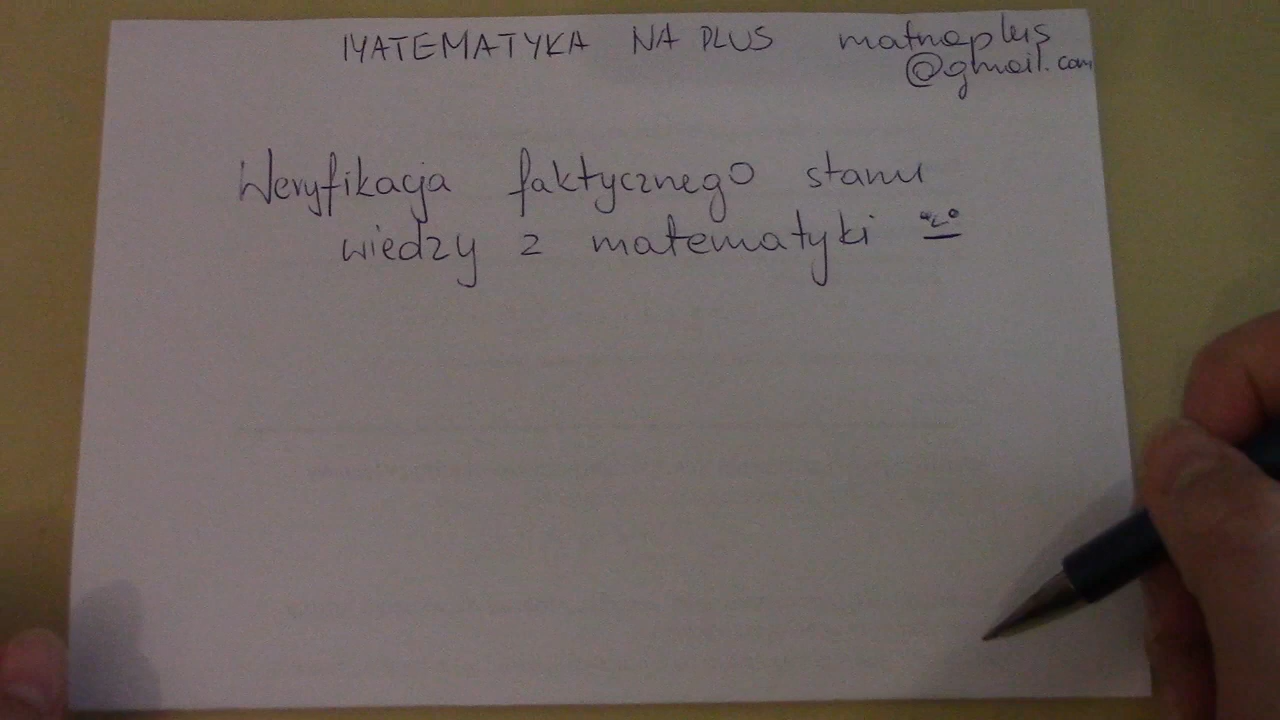 MATEMATYKA NA PLUS matnaplus
@gmail.com
Weryfikacja faktycznego stanu
wiedzy z matematyki